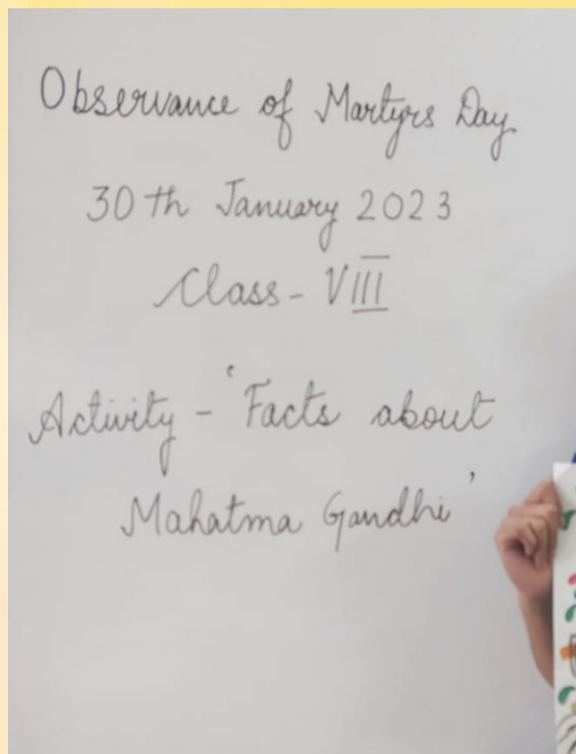 Observance of Martyrs Day
30th January 2023
Class - VIII
Activity - 'Facts about
Mahatma Gandhi'